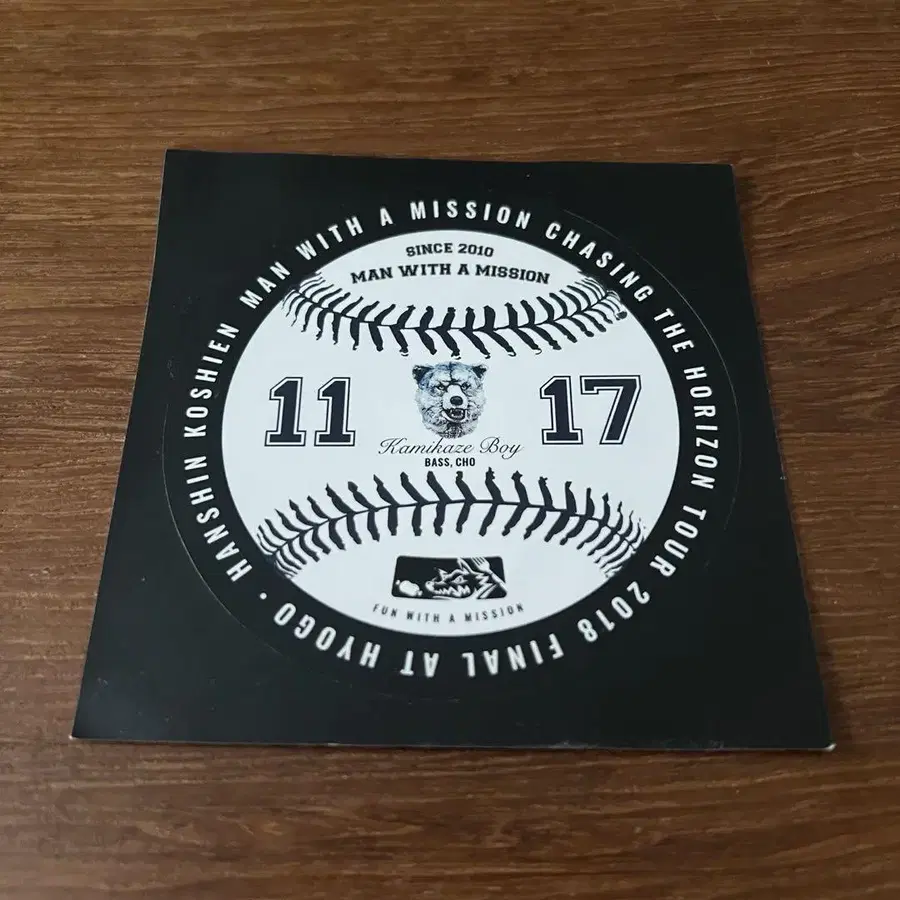 HANSHIN KOSHIEN MAN WITH A MISSION CHASING THE HORIZON TOUR 2018 FINAL AT HYOGO •
SINCE 2010
MAN WITH A MISSION
11 17
Kamikaze Boy
BASS, CHO
FUN WITH A MISSION